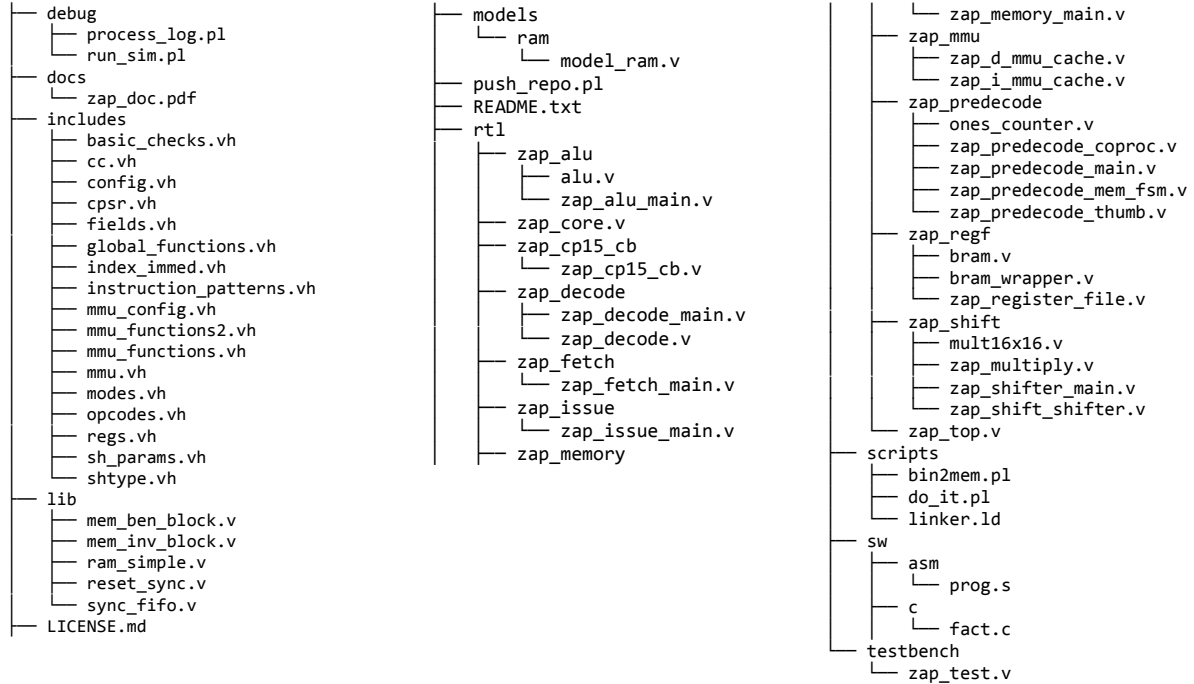 ├── debug
│   ├── process_log.pl
│   └── run_sim.pl
├── docs
│   └── zap_doc.pdf
├── includes
│   ├── basic_checks.vh
│   ├── cc.vh
│   ├── config.vh
│   ├── cpsr.vh
│   ├── fields.vh
│   ├── global_functions.vh
│   ├── index_immed.vh
│   ├── instruction_patterns.vh
│   ├── mmu_config.vh
│   ├── mmu_functions2.vh
│   ├── mmu_functions.vh
│   ├── mmu.vh
│   ├── modes.vh
│   ├── opcodes.vh
│   ├── regs.vh
│   ├── sh_params.vh
│   └── shtype.vh
├── lib
│   ├── mem_ben_block.v
│   ├── mem_inv_block.v
│   ├── ram_simple.v
│   ├── reset_sync.v
│   └── sync_fifo.v
├── LICENSE.md
├── models
│   └── ram
│       └── model_ram.v
├── push_repo.pl
├── README.txt
├── rtl
│   ├── zap_alu
│   │   ├── alu.v
│   │   └── zap_alu_main.v
│   ├── zap_core.v
│   ├── zap_cp15_cb
│   │   └── zap_cp15_cb.v
│   ├── zap_decode
│   │   ├── zap_decode_main.v
│   │   └── zap_decode.v
│   ├── zap_fetch
│   │   └── zap_fetch_main.v
│   ├── zap_issue
│   │   └── zap_issue_main.v
│   ├── zap_memory
│   │   └── zap_memory_main.v
│   ├── zap_mmu
│   │   ├── zap_d_mmu_cache.v
│   │   └── zap_i_mmu_cache.v
│   ├── zap_predecode
│   │   ├── ones_counter.v
│   │   ├── zap_predecode_coproc.v
│   │   ├── zap_predecode_main.v
│   │   ├── zap_predecode_mem_fsm.v
│   │   └── zap_predecode_thumb.v
│   ├── zap_regf
│   │   ├── bram.v
│   │   ├── bram_wrapper.v
│   │   └── zap_register_file.v
│   ├── zap_shift
│   │   ├── mult16x16.v
│   │   ├── zap_multiply.v
│   │   ├── zap_shifter_main.v
│   │   └── zap_shift_shifter.v
│   └── zap_top.v
├── scripts
│   ├── bin2mem.pl
│   ├── do_it.pl
│   └── linker.ld
├── sw
│   ├── asm
│   │   └── prog.s
│   ├── c
│   │   └── fact.c
└── testbench
    └── zap_test.v